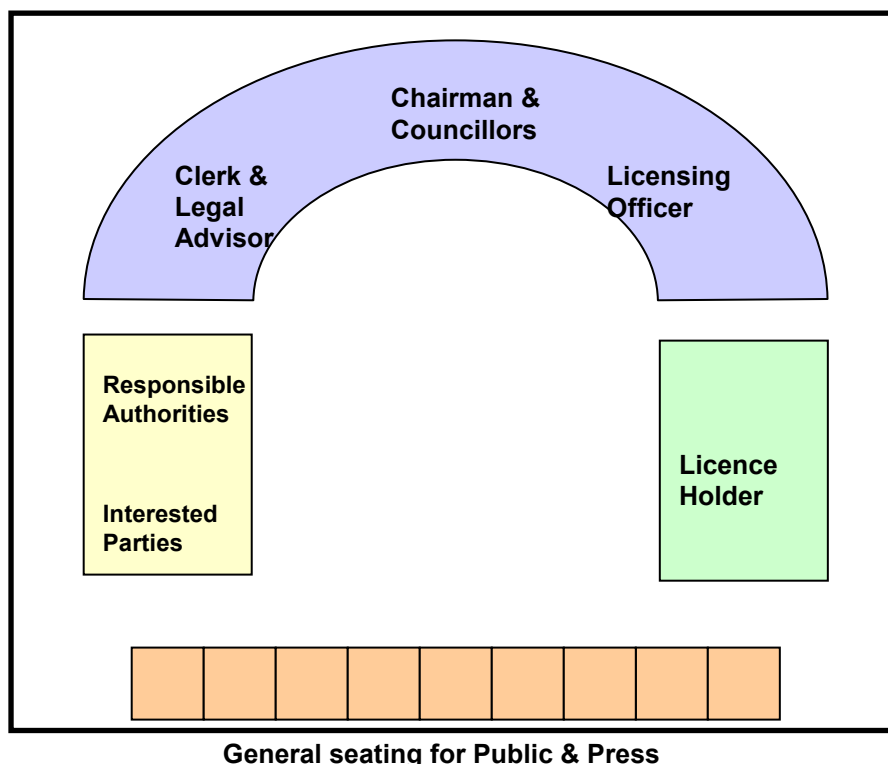 Chairman &
Councillors
Clerk &
Legal
Advisor
Licensing
Officer
Responsible
Authorities
Interested
Parties
Licence
Holder
General seating for Public & Press